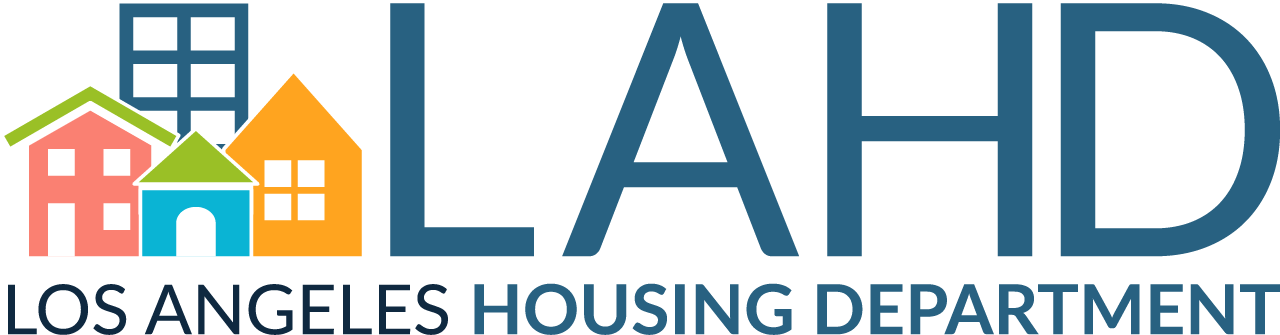 LAHD
LOS ANGELES HOUSING DEPARTMENT